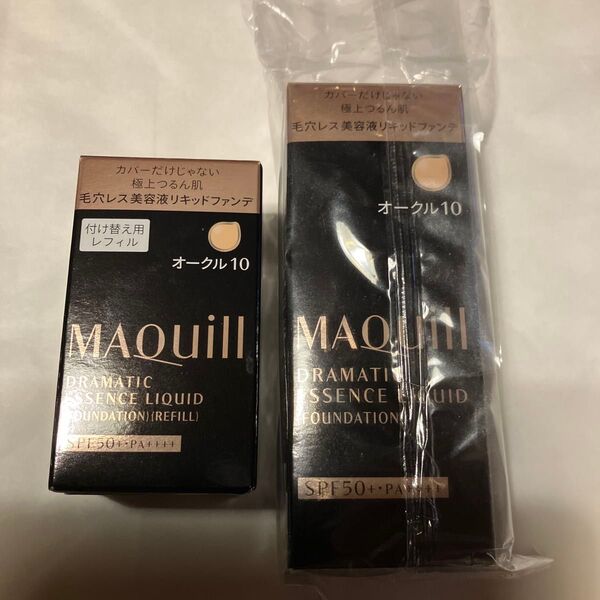 カバーだけじゃない
極上つるん肌
毛穴レス美容液リキッドファンデ
付け替え用
レフィル
オークル10
MAQuill
DRAMATIC
ESSENCE LIQUID
(FOUNDATION)(REFILL)
SPF50+・PA++++
カバーだけじゃない
極上つるん肌
毛穴レス美容液リキッドファンデ
オークル10
MAQuill
DRAMATIC
ESSENCE LIQUID
(FOUNDATION)
SPF50+・PA++++